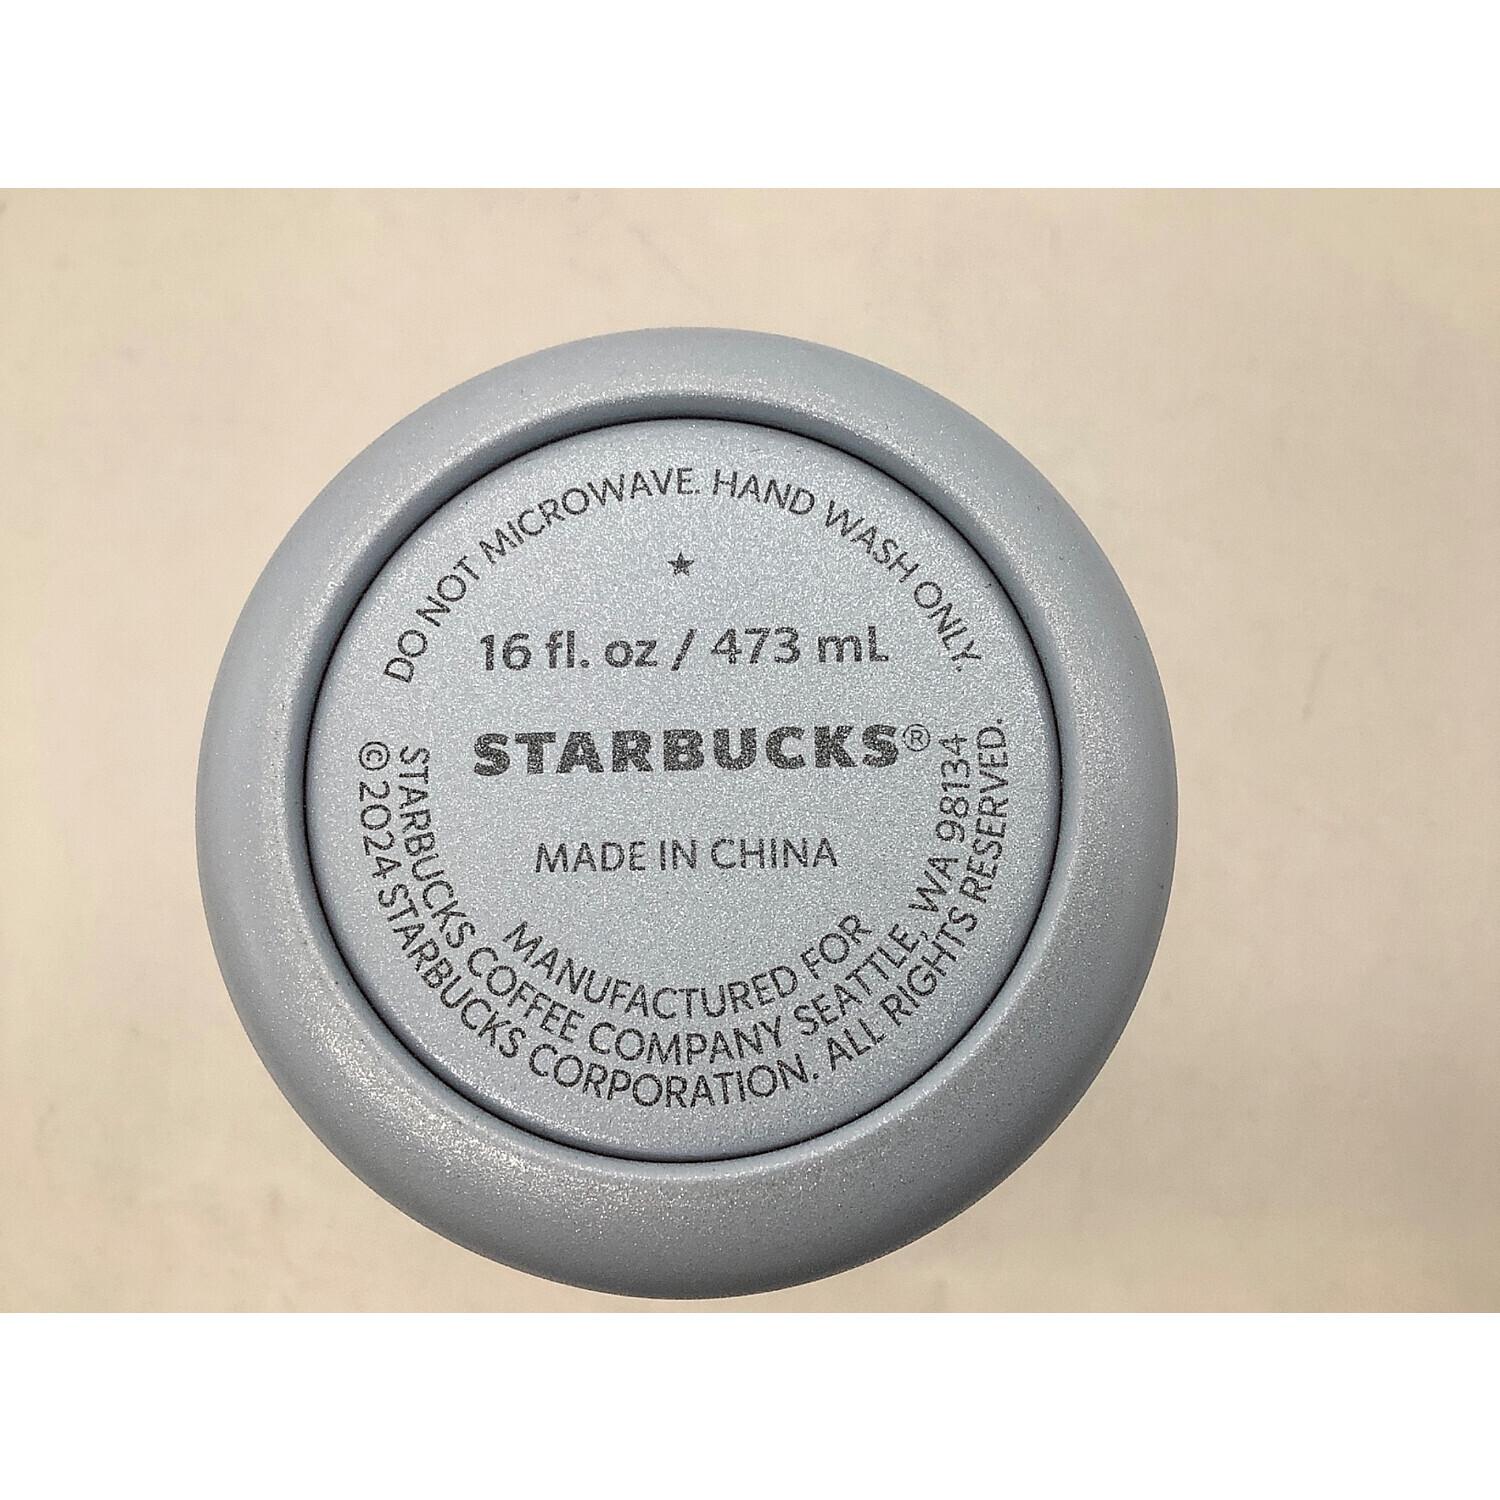 DO NOT MICROWAVE. HAND WASH ONLY.
16 fl. oz / 473 mL
STARBUCKS®
MADE IN CHINA
MANUFACTURED FOR
STARBUCKS COFFEE COMPANY SEATTLE, WA 98134
©2024 STARBUCKS CORPORATION. ALL RIGHTS RESERVED.